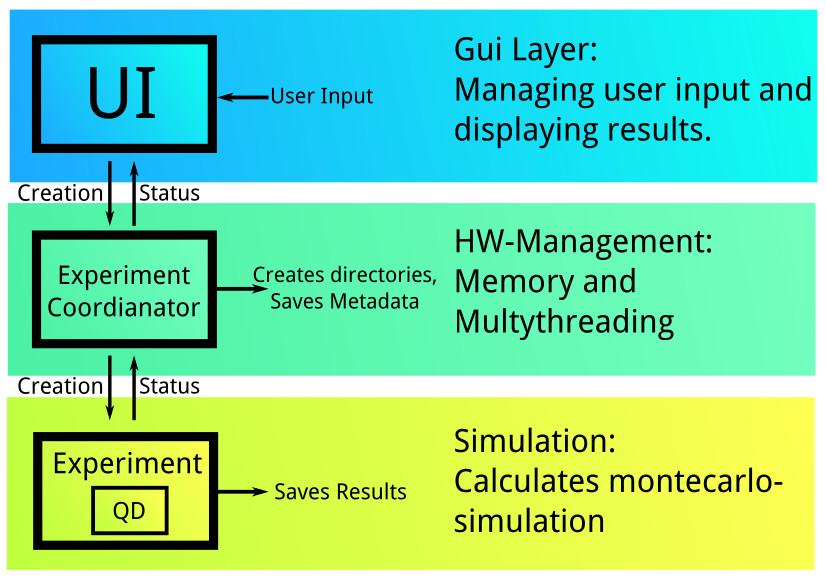 UI
User Input
Gui Layer:
Managing user input and
displaying results.
Creation
Status
Experiment
Coordianator
Creates directories,
Saves Metadata
HW-Management:
Memory and
Multythreading
Creation
Status
Experiment
QD
Saves Results
Simulation:
Calculates montecarlo-
simulation